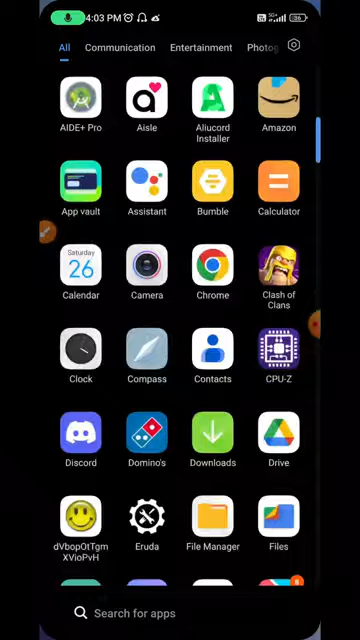 4:03 PM
5G+
36
All Communication Entertainment Photog
AIDE+ Pro Aisle Aliucord Amazon
Installer
App vault Assistant Bumble Calculator
Saturday
26
Calendar Camera Chrome Clash of
Clans
Clock Compass Contacts CPU-Z
Discord Domino's Downloads Drive
dVbopOtTgm Eruda File Manager Files
XVioPvH
Search for apps